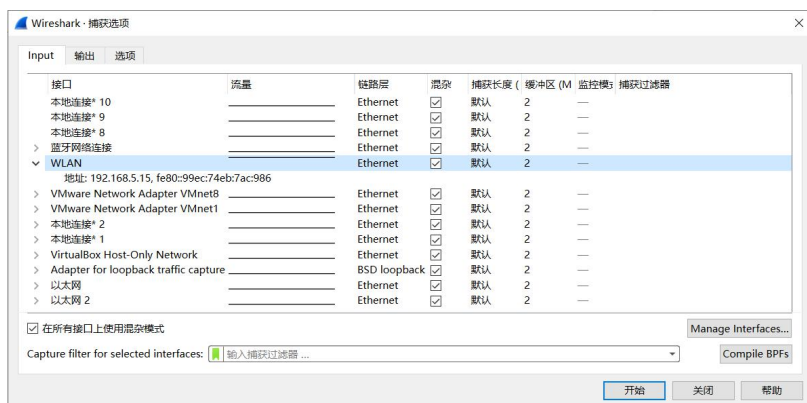 Wireshark · 捕获选项
Input 输出 选项
接口 流量 链路层 混杂 捕获长度 ( 缓冲区 (M 监控模式 捕获过滤器
本地连接* 10 Ethernet 默认 2 —
本地连接* 9 Ethernet 默认 2 —
本地连接* 8 Ethernet 默认 2 —
蓝牙网络连接 Ethernet 默认 2 —
WLAN Ethernet 默认 2 —
地址: 192.168.5.15, fe80::99ec:74eb:7ac:986
VMware Network Adapter VMnet8 Ethernet 默认 2 —
VMware Network Adapter VMnet1 Ethernet 默认 2 —
本地连接* 2 Ethernet 默认 2 —
本地连接* 1 Ethernet 默认 2 —
VirtualBox Host-Only Network Ethernet 默认 2 —
Adapter for loopback traffic capture BSD loopback 默认 2 —
以太网 Ethernet 默认 2 —
以太网 2 Ethernet 默认 2 —
在所有接口上使用混杂模式 Manage Interfaces...
Capture filter for selected interfaces: 输入捕获过滤器 ... Compile BPFs
开始 关闭 帮助